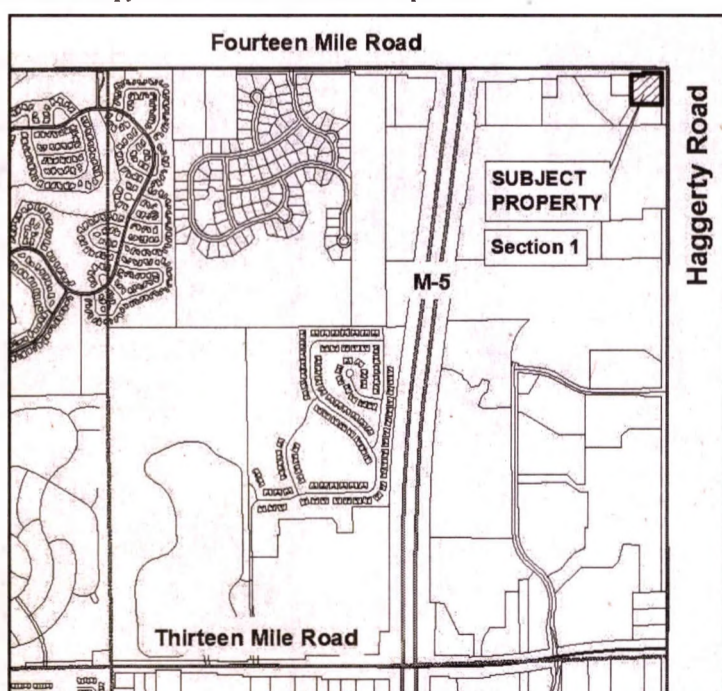 Fourteen Mile Road
Haggerty Road
SUBJECT
PROPERTY
Section 1
M-5
Thirteen Mile Road